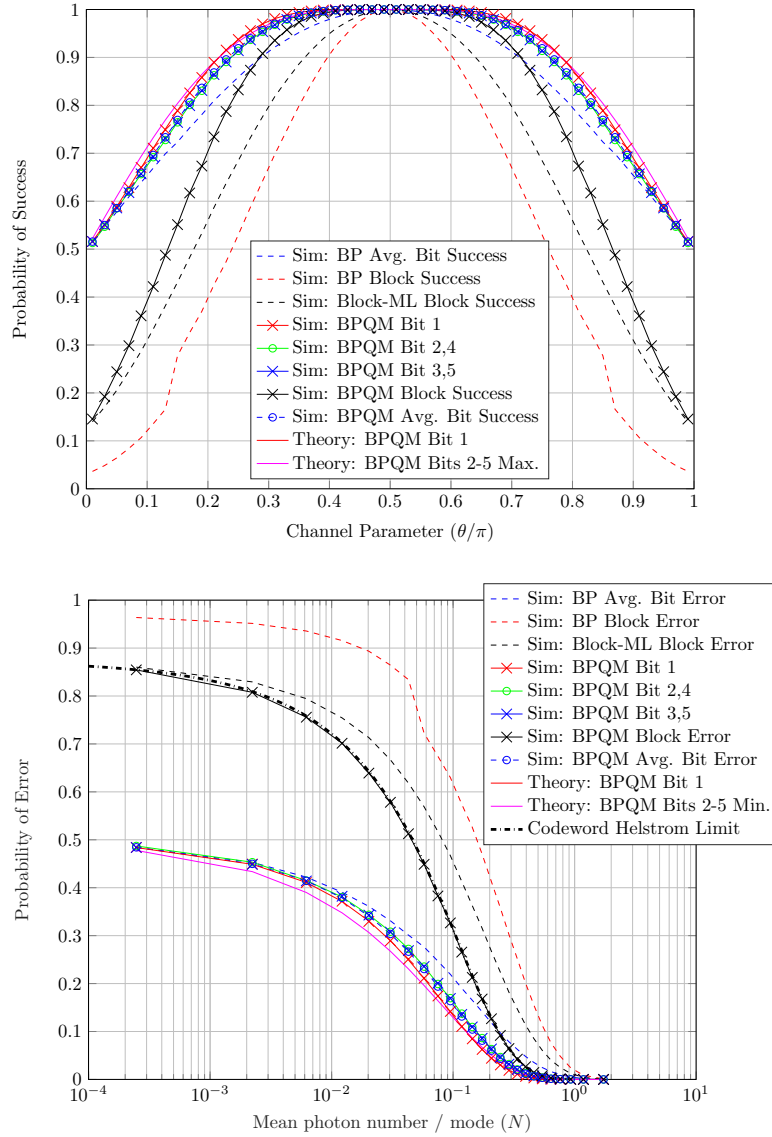 1
0.9
0.8
0.7
0.6
0.5
0.4
0.3
0.2
0.1
0
Probability of Success
Sim: BP Avg. Bit Success
Sim: BP Block Success
Sim: Block-ML Block Success
Sim: BPQM Bit 1
Sim: BPQM Bit 2,4
Sim: BPQM Bit 3,5
Sim: BPQM Block Success
Sim: BPQM Avg. Bit Success
Theory: BPQM Bit 1
Theory: BPQM Bits 2-5 Max.
0 0.1 0.2 0.3 0.4 0.5 0.6 0.7 0.8 0.9 1
Channel Parameter (θ/π)
1
0.9
0.8
0.7
0.6
0.5
0.4
0.3
0.2
0.1
0
Probability of Error
Sim: BP Avg. Bit Error
Sim: BP Block Error
Sim: Block-ML Block Error
Sim: BPQM Bit 1
Sim: BPQM Bit 2,4
Sim: BPQM Bit 3,5
Sim: BPQM Block Error
Sim: BPQM Avg. Bit Error
Theory: BPQM Bit 1
Theory: BPQM Bits 2-5 Min.
Codeword Helstrom Limit
10⁻⁴ 10⁻³ 10⁻² 10⁻¹ 10⁰ 10¹
Mean photon number / mode (N)